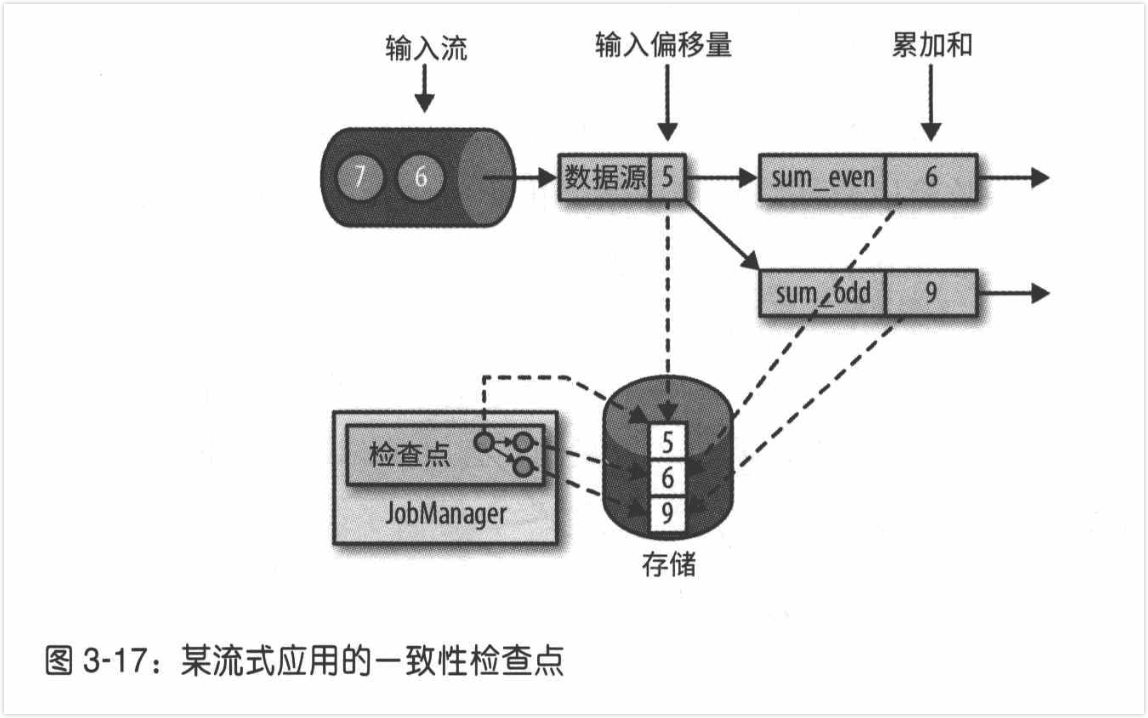 输入流
输入偏移量
累加和
7 6
数据源 5
sum_even 6
sum_odd 9
检查点
JobManager
5
6
9
存储
图 3-17：某流式应用的一致性检查点